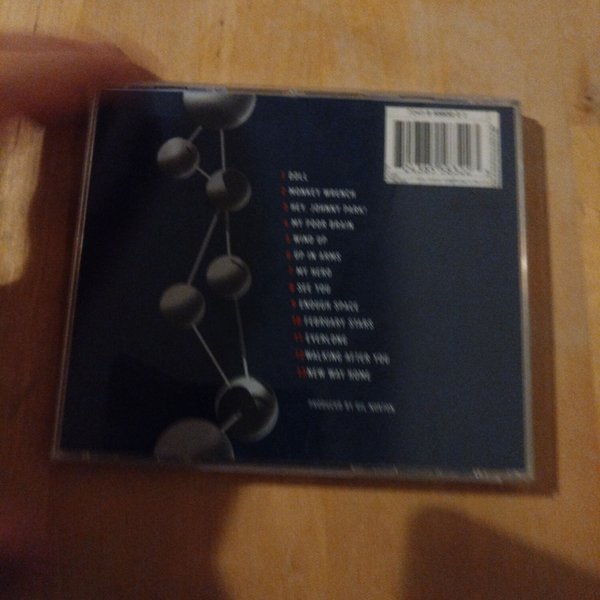 1 DOLL
2 MONKEY WRENCH
3 HEY, JOHNNY PARK!
4 MY POOR BRAIN
5 WIND UP
6 UP IN ARMS
7 MY HERO
8 SEE YOU
9 ENOUGH SPACE
10 FEBRUARY STARS
11 EVERLONG
12 WALKING AFTER YOU
13 NEW WAY HOME
PRODUCED BY GIL NORTON